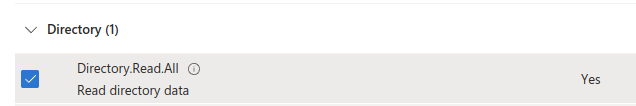 Directory (1)
Directory.Read.All
Yes
Read directory data